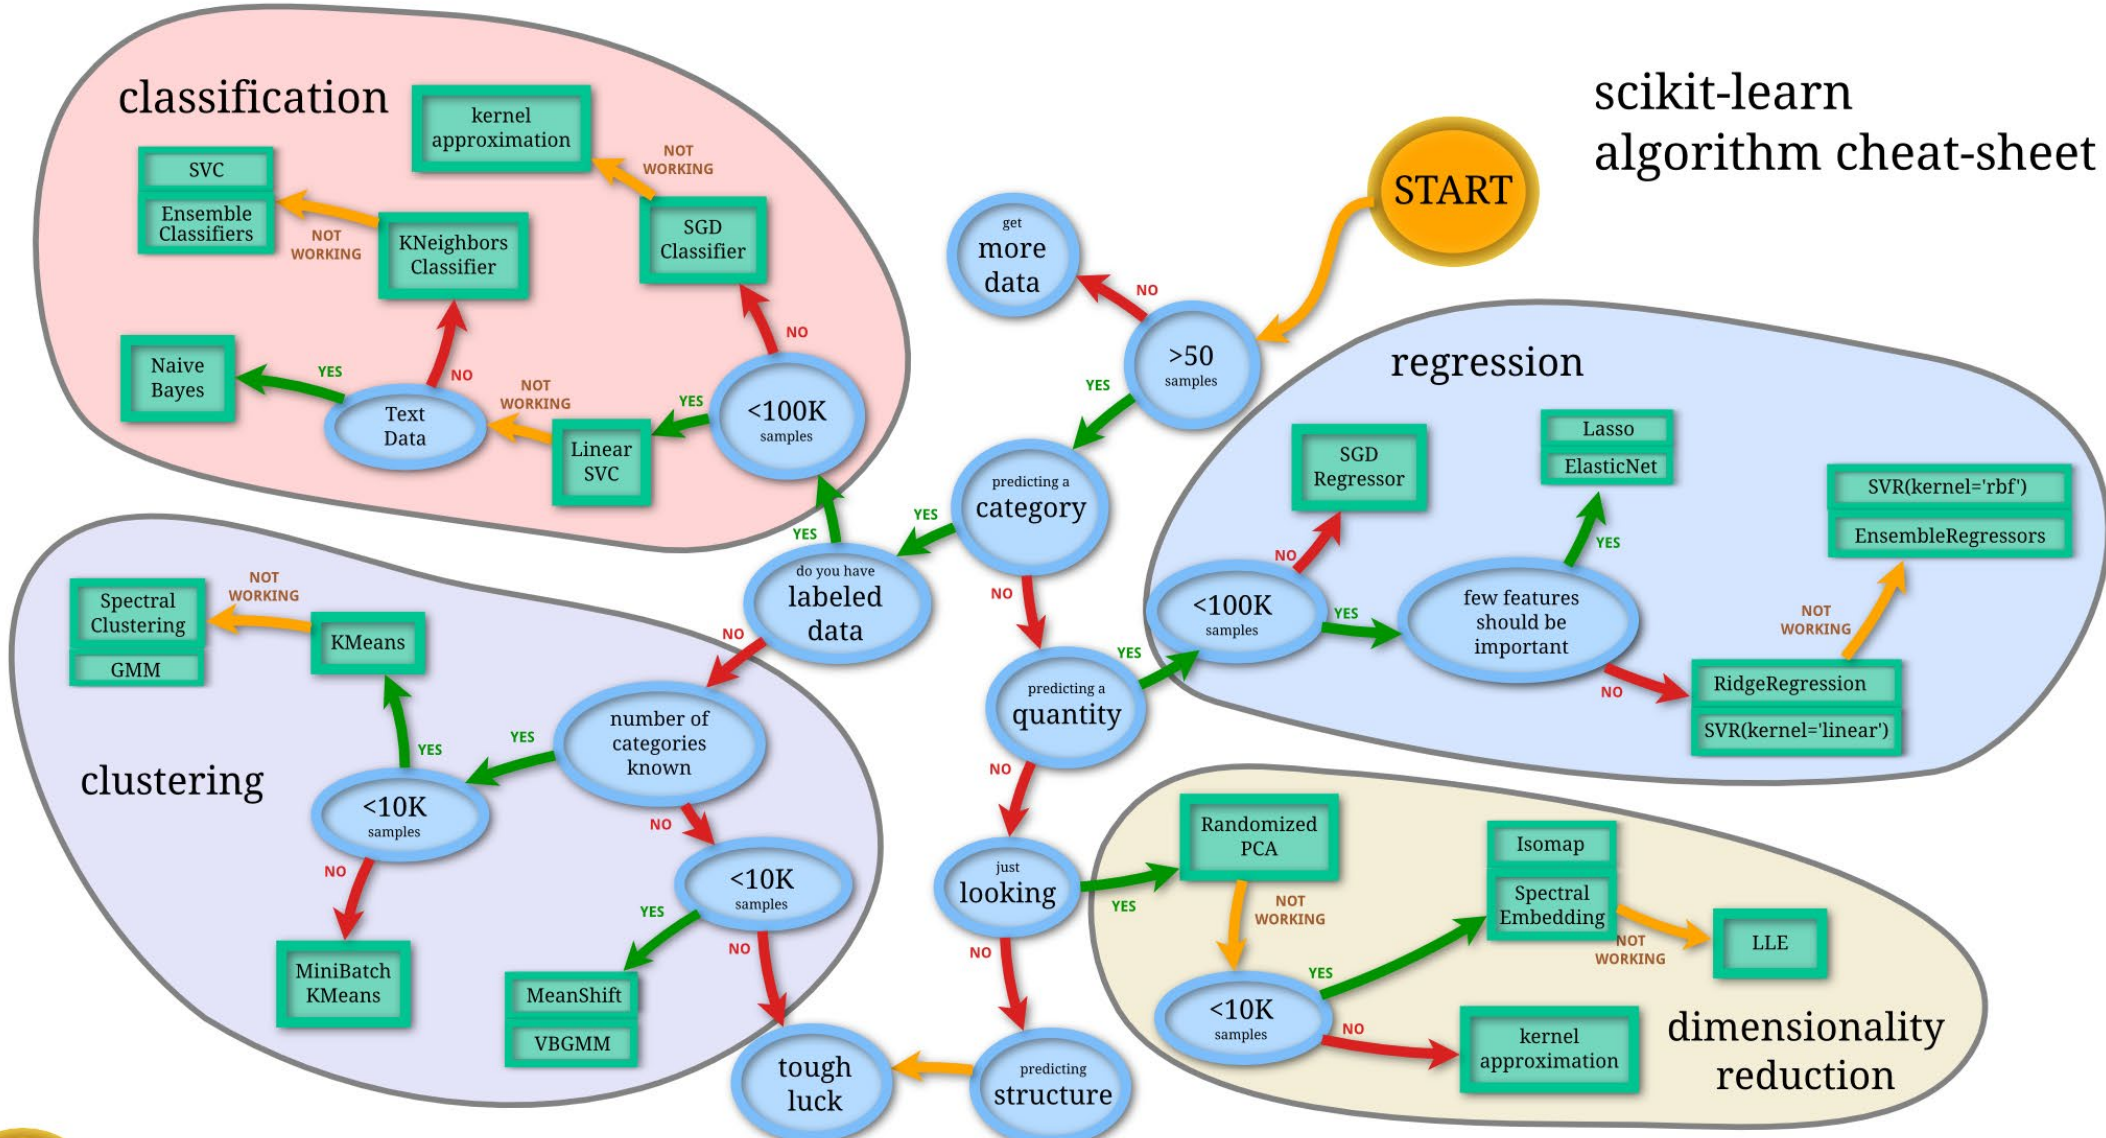 scikit-learn
algorithm cheat-sheet
START
get
more
data
NO
>50
samples
YES
predicting a
category
YES
NO
do you have
labeled
data
YES
NO
predicting a
quantity
YES
NO
just
looking
YES
NO
predicting
structure
tough
luck
classification
kernel
approximation
NOT
WORKING
SVC
Ensemble
Classifiers
NOT
WORKING
KNeighbors
Classifier
SGD
Classifier
NO
Naive
Bayes
YES
NO
Text
Data
NOT
WORKING
Linear
SVC
YES
<100K
samples
regression
SGD
Regressor
NO
<100K
samples
YES
Lasso
ElasticNet
YES
few features
should be
important
NO
SVR(kernel='rbf')
EnsembleRegressors
NOT
WORKING
RidgeRegression
SVR(kernel='linear')
clustering
Spectral
Clustering
GMM
NOT
WORKING
KMeans
YES
number of
categories
known
YES
NO
<10K
samples
NO
MiniBatch
KMeans
<10K
samples
YES
NO
MeanShift
VBGMM
dimensionality
reduction
Randomized
PCA
NOT
WORKING
<10K
samples
YES
NO
Isomap
Spectral
Embedding
NOT
WORKING
LLE
kernel
approximation